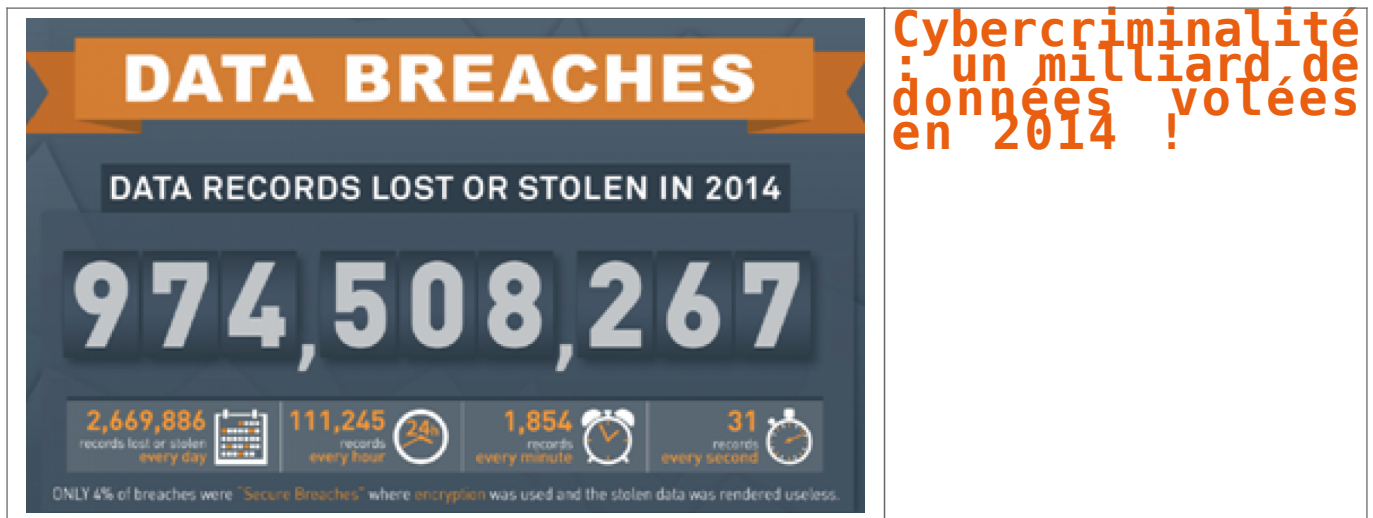 DATA BREACHES
DATA RECORDS LOST OR STOLEN IN 2014
974,508,267
2,669,886
records lost or stolen
every day
111,245
records
every hour
24h
1,854
records
every minute
31
records
every second
ONLY 4% of breaches were "Secure Breaches" where encryption was used and the stolen data was rendered useless.
Cybercriminalité
: un milliard de
données volées
en 2014 !